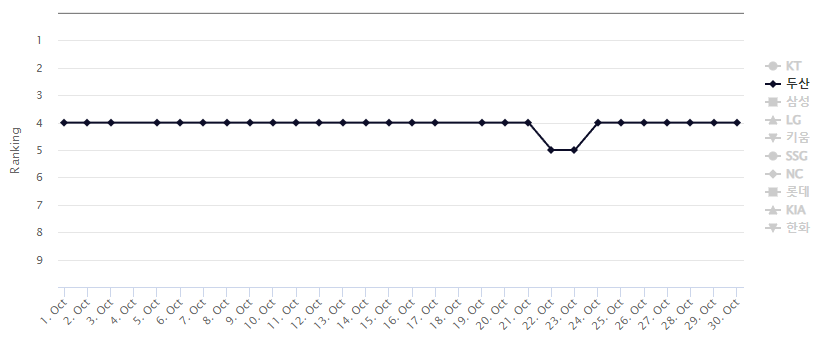 Ranking
1
2
3
4
5
6
7
8
9
1. Oct
2. Oct
3. Oct
4. Oct
5. Oct
6. Oct
7. Oct
8. Oct
9. Oct
10. Oct
11. Oct
12. Oct
13. Oct
14. Oct
15. Oct
16. Oct
17. Oct
18. Oct
19. Oct
20. Oct
21. Oct
22. Oct
23. Oct
24. Oct
25. Oct
26. Oct
27. Oct
28. Oct
29. Oct
30. Oct
KT
두산
삼성
LG
키움
SSG
NC
롯데
KIA
한화